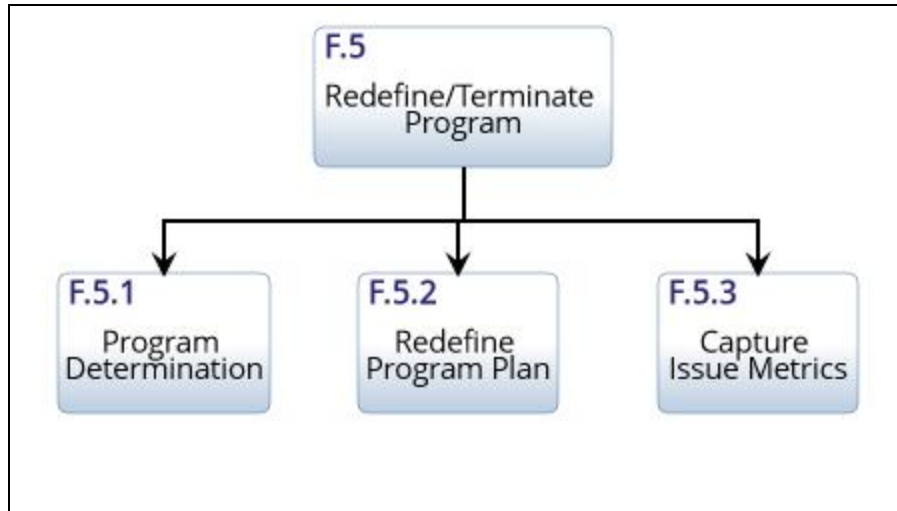 F.5
Redefine/Terminate
Program
F.5.1
Program
Determination
F.5.2
Redefine
Program Plan
F.5.3
Capture
Issue Metrics